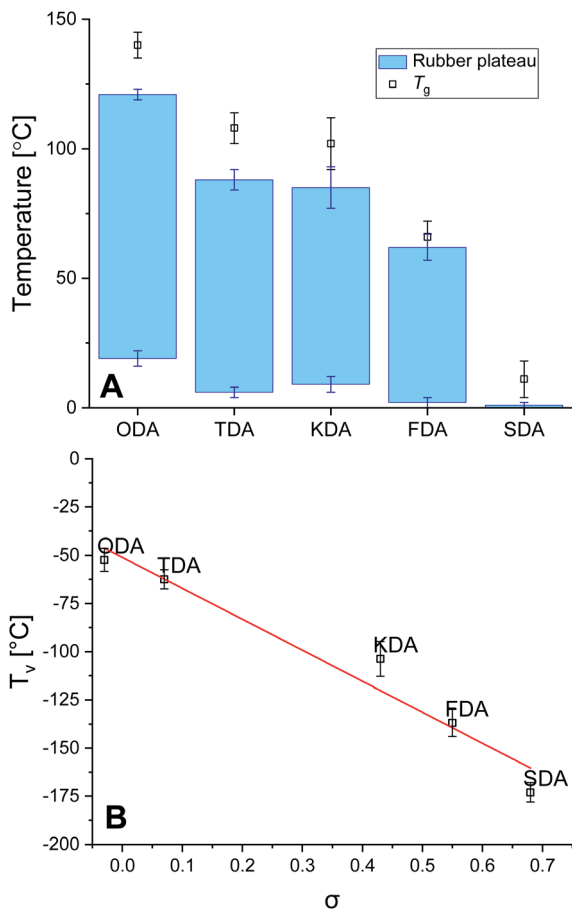 150
100
50
0
Temperature [°C]
Rubber plateau
Tg
A
ODA TDA KDA FDA SDA
0
-25
-50
-75
-100
-125
-150
-175
-200
Tv [°C]
ODA
TDA
KDA
FDA
SDA
B
0.0 0.1 0.2 0.3 0.4 0.5 0.6 0.7
σ